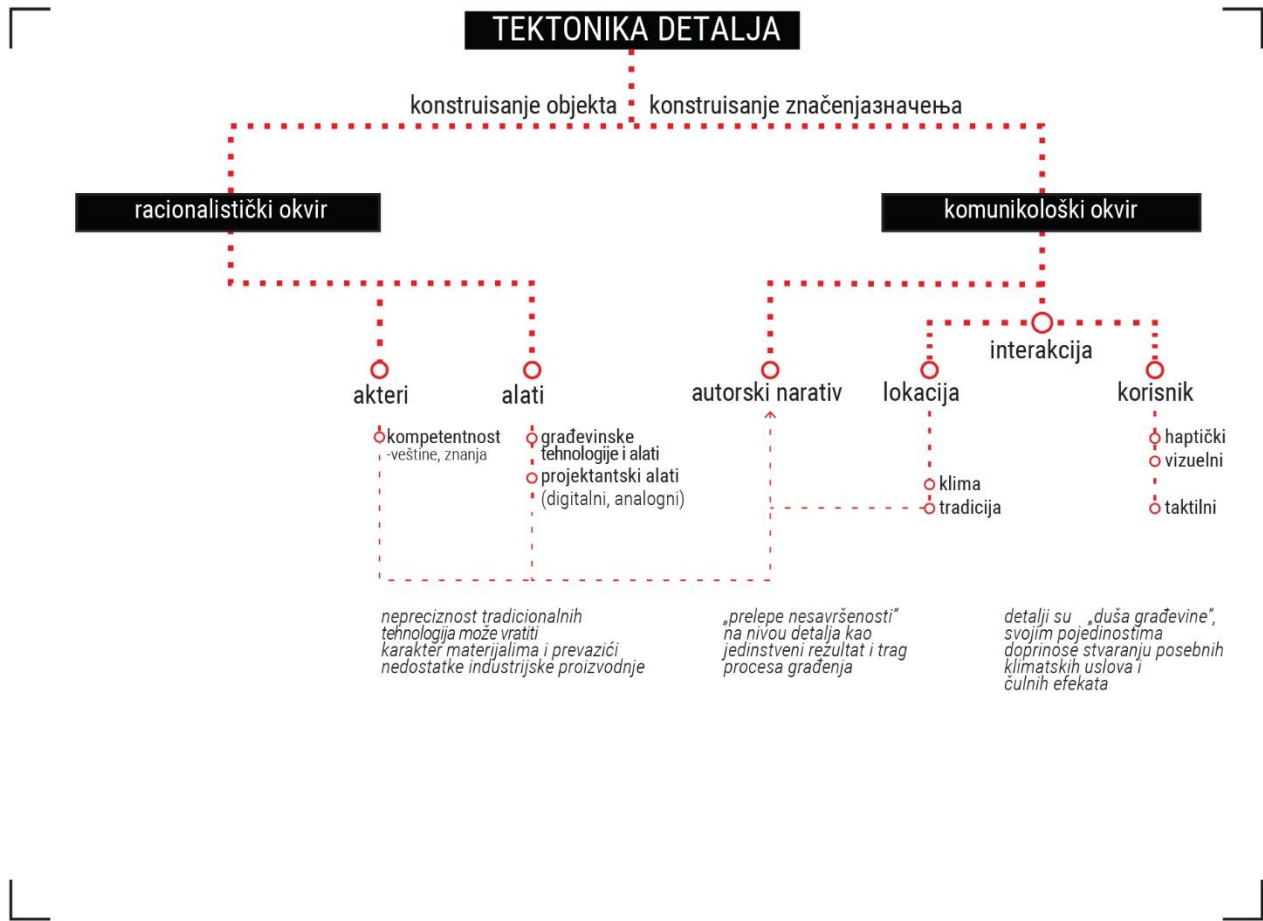 TEKTONIKA DETALJA
konstruisanje objekta
konstruisanje značenjaзначења
racionalistički okvir
komunikološki okvir
interakcija
akteri
alati
autorski narativ
lokacija
korisnik
kompetentnost
-veštine, znanja
građevinske
tehnologije i alati
projektantski alati
(digitalni, analogni)
klima
tradicija
haptički
vizuelni
taktilni
nepreciznost tradicionalnih
tehnologija može vratiti
karakter materijalima i prevazići
nedostatke industrijske proizvodnje
„prelepe nesavršenosti”
na nivou detalja kao
jedinstveni rezultat i trag
procesa građenja
detalji su „duša građevine”,
svojim pojedinostima
doprinose stvaranju posebnih
klimatskih uslova i
čulnih efekata